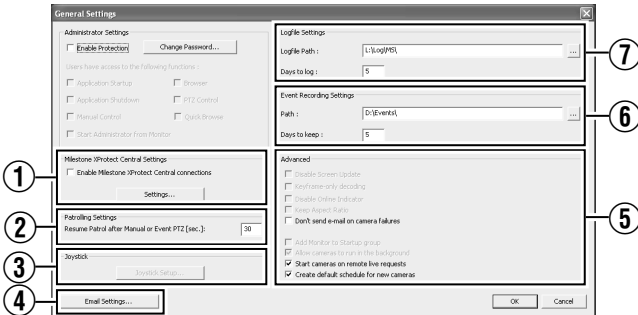 General Settings
Administrator Settings
Enable Protection
Change Password...
Users have access to the following functions :
Application Startup
Browser
Application Shutdown
PTZ Control
Manual Control
Quick Browse
Start Administrator from Monitor
Milestone XProtect Central Settings
Enable Milestone XProtect Central connections
Settings...
Patrolling Settings
Resume Patrol after Manual or Event PTZ [sec.]: 30
Joystick
Joystick Setup...
Email Settings...
Logfile Settings
Logfile Path : L:\Log\MS\ ...
Days to log : 5
Event Recording Settings
Path : D:\Events\ ...
Days to keep : 5
Advanced
Disable Screen Update
Keyframe-only decoding
Disable Online Indicator
Keep Aspect Ratio
Don't send e-mail on camera failures
Add Monitor to Startup group
Allow cameras to run in the background
Start cameras on remote live requests
Create default schedule for new cameras
OK
Cancel
1
2
3
4
7
6
5